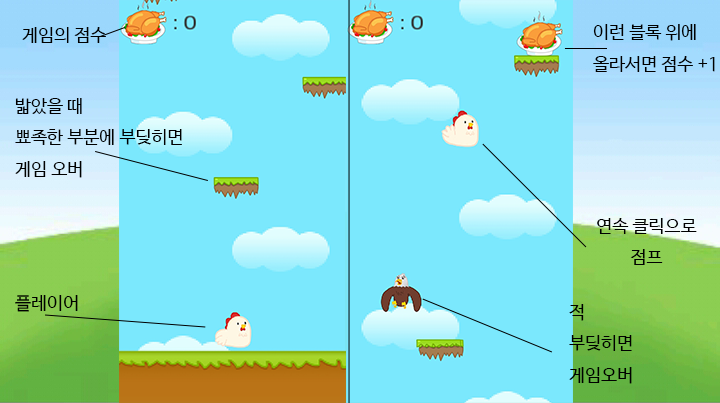 게임의 점수
: 0
: 0
이런 블록 위에
올라서면 점수 +1
밟았을 때
뾰족한 부분에 부딪히면
게임 오버
연속 클릭으로
점프
플레이어
적
부딪히면
게임오버